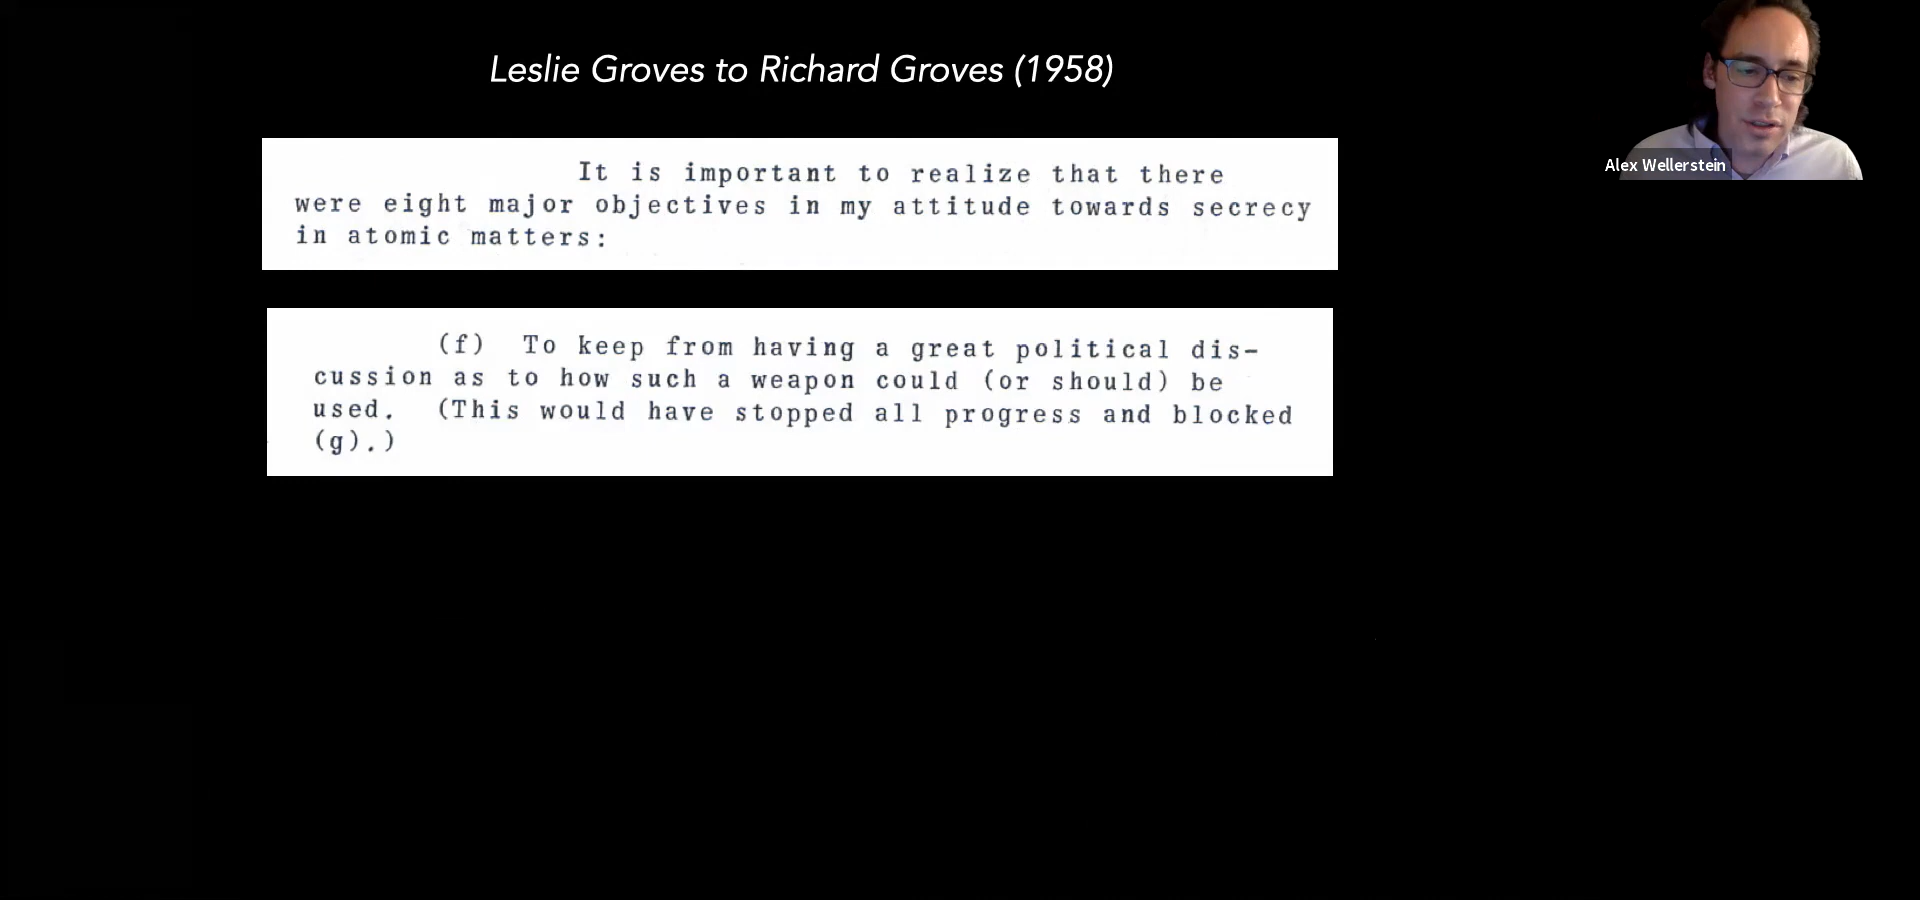 Leslie Groves to Richard Groves (1958)
Alex Wellerstein
It is important to realize that there
were eight major objectives in my attitude towards secrecy
in atomic matters:
(f) To keep from having a great political dis-
cussion as to how such a weapon could (or should) be
used. (This would have stopped all progress and blocked
(g).)